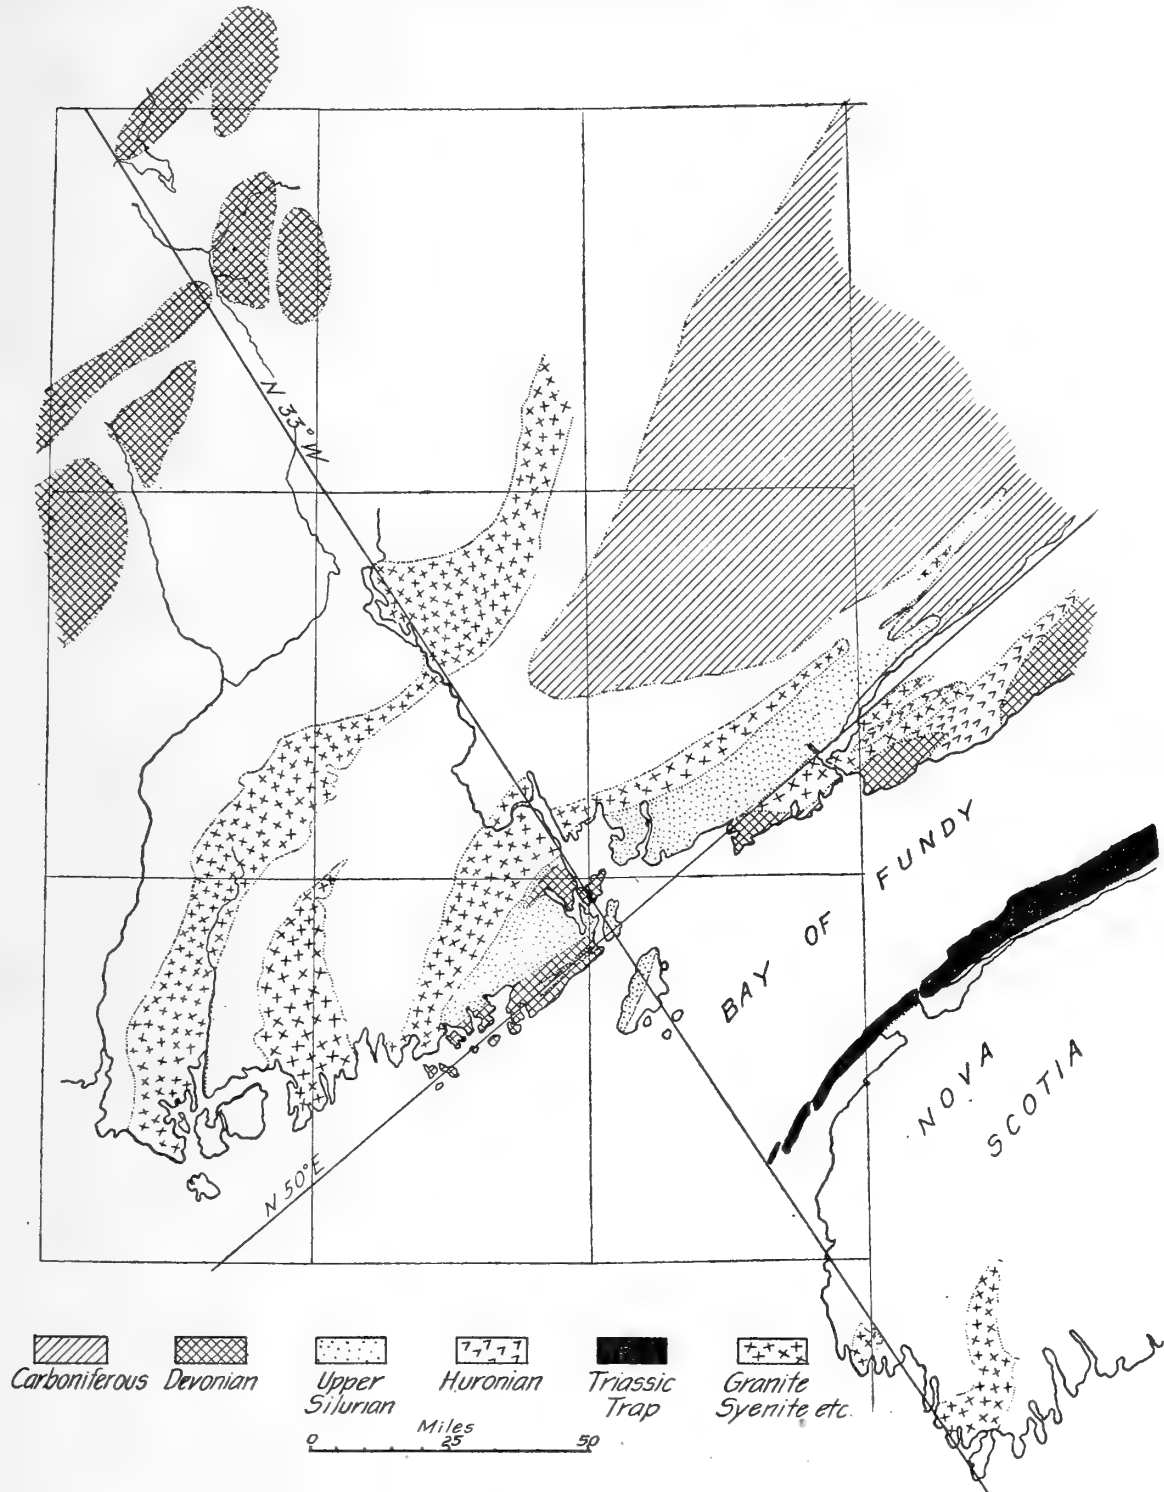 N 33° W
BAY OF FUNDY
NOVA
SCOTIA
N 50° E
Carboniferous
Devonian
Upper
Silurian
Huronian
Triassic
Trap
Granite
Syenite etc.
Miles
0 25 50